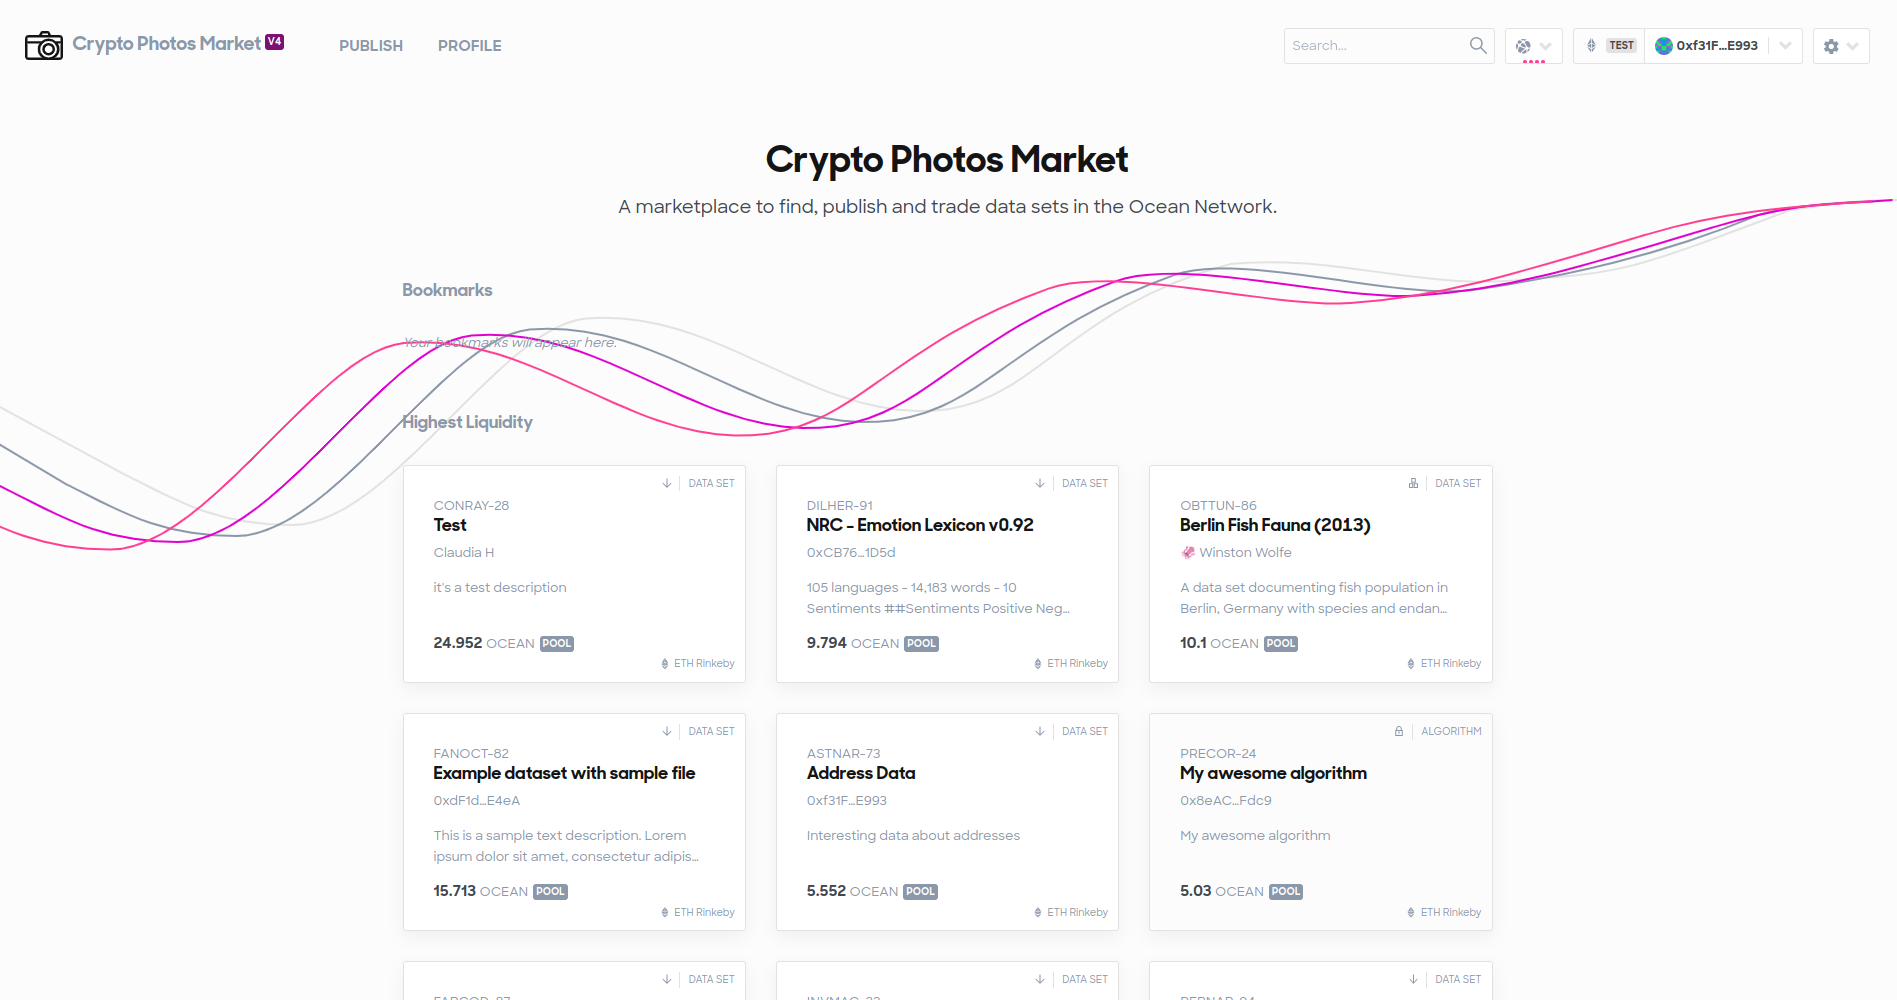 Crypto Photos Market V4 PUBLISH PROFILE Search... TEST 0xf31F...E993
Crypto Photos Market
A marketplace to find, publish and trade data sets in the Ocean Network.
Bookmarks
Your bookmarks will appear here.
Highest Liquidity
DATA SET
CONRAY-28
Test
Claudia H
it's a test description
24.952 OCEAN POOL
ETH Rinkeby
DATA SET
DILHER-91
NRC - Emotion Lexicon v0.92
0xCB76...1D5d
105 languages - 14,183 words - 10
Sentiments ##Sentiments Positive Neg...
9.794 OCEAN POOL
ETH Rinkeby
DATA SET
OBTTUN-86
Berlin Fish Fauna (2013)
🦑 Winston Wolfe
A data set documenting fish population in
Berlin, Germany with species and endan...
10.1 OCEAN POOL
ETH Rinkeby
DATA SET
FANOCT-82
Example dataset with sample file
0xdF1d...E4eA
This is a sample text description. Lorem
ipsum dolor sit amet, consectetur adipis...
15.713 OCEAN POOL
ETH Rinkeby
DATA SET
ASTNAR-73
Address Data
0xf31F...E993
Interesting data about addresses
5.552 OCEAN POOL
ETH Rinkeby
ALGORITHM
PRECOR-24
My awesome algorithm
0x8eAC...Fdc9
My awesome algorithm
5.03 OCEAN POOL
ETH Rinkeby
DATA SET
DATA SET
DATA SET